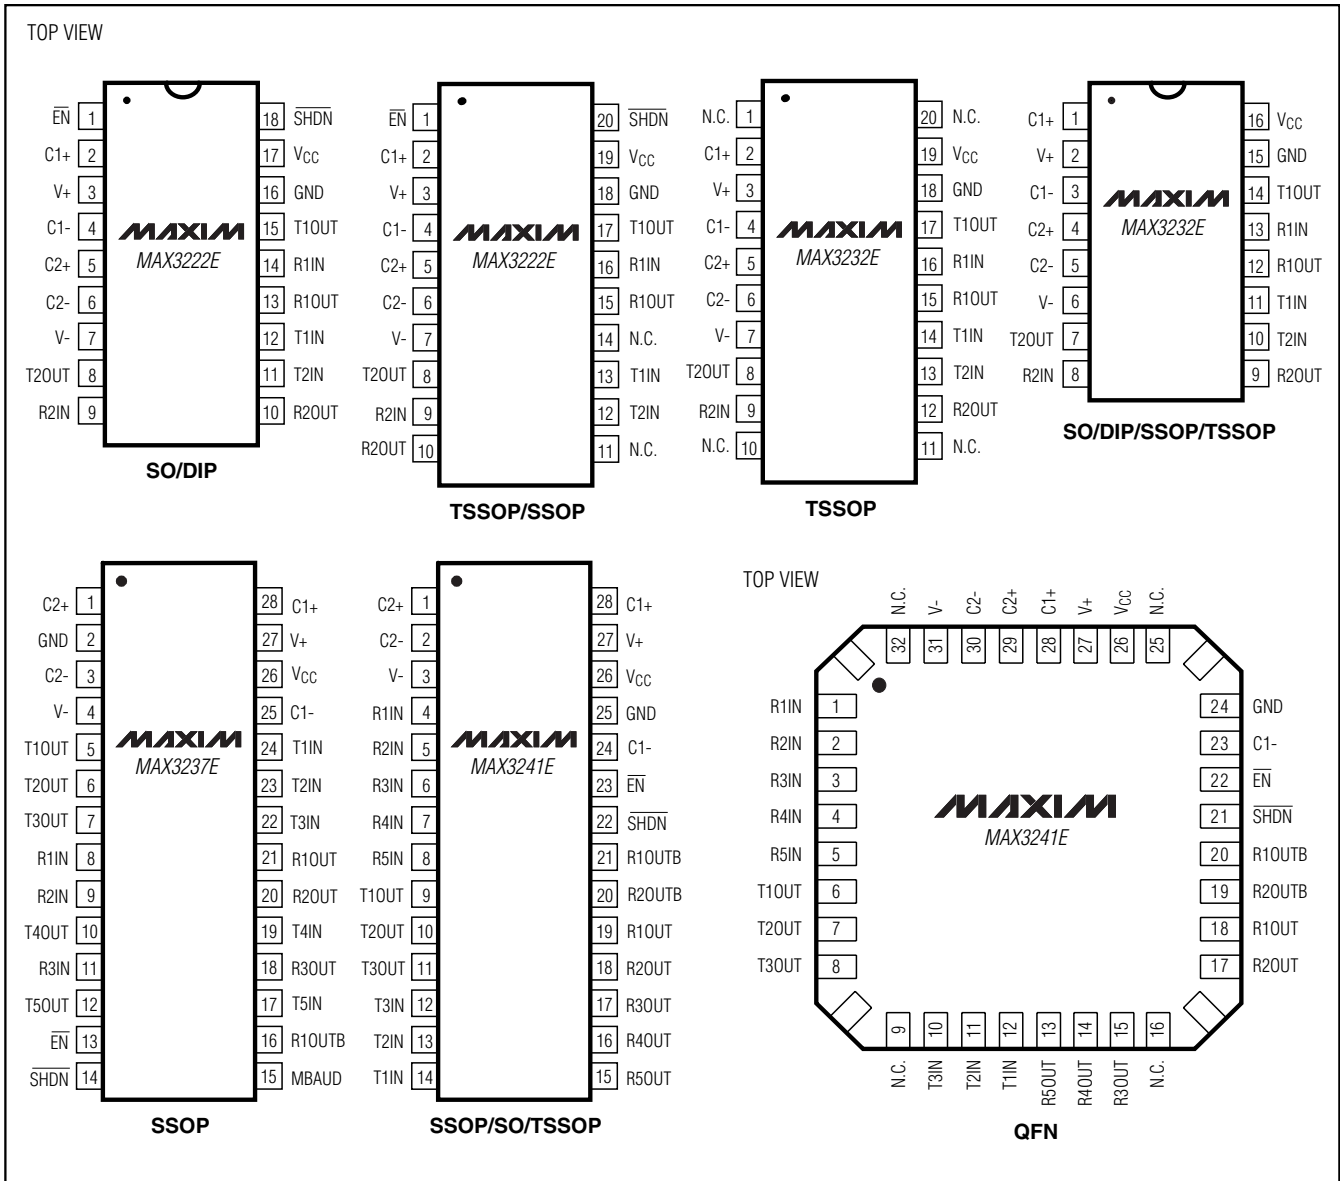 TOP VIEW
EN 1 18 SHDN
C1+ 2 17 VCC
V+ 3 16 GND
C1- 4 15 T1OUT
C2+ 5 14 R1IN
C2- 6 13 R1OUT
V- 7 12 T1IN
T2OUT 8 11 T2IN
R2IN 9 10 R2OUT
MAXIM
MAX3222E
SO/DIP
EN 1 20 SHDN
C1+ 2 19 VCC
V+ 3 18 GND
C1- 4 17 T1OUT
C2+ 5 16 R1IN
C2- 6 15 R1OUT
V- 7 14 N.C.
T2OUT 8 13 T1IN
R2IN 9 12 T2IN
R2OUT 10 11 N.C.
MAXIM
MAX3222E
TSSOP/SSOP
N.C. 1 20 N.C.
C1+ 2 19 VCC
V+ 3 18 GND
C1- 4 17 T1OUT
C2+ 5 16 R1IN
C2- 6 15 R1OUT
V- 7 14 T1IN
T2OUT 8 13 T2IN
R2IN 9 12 R2OUT
N.C. 10 11 N.C.
MAXIM
MAX3232E
TSSOP
C1+ 1 16 VCC
V+ 2 15 GND
C1- 3 14 T1OUT
C2+ 4 13 R1IN
C2- 5 12 R1OUT
V- 6 11 T1IN
T2OUT 7 10 T2IN
R2IN 8 9 R2OUT
MAXIM
MAX3232E
SO/DIP/SSOP/TSSOP
C2+ 1 28 C1+
GND 2 27 V+
C2- 3 26 VCC
V- 4 25 C1-
T1OUT 5 24 T1IN
T2OUT 6 23 T2IN
T3OUT 7 22 T3IN
R1IN 8 21 R1OUT
R2IN 9 20 R2OUT
T4OUT 10 19 T4IN
R3IN 11 18 R3OUT
T5OUT 12 17 T5IN
EN 13 16 R1OUTB
SHDN 14 15 MBAUD
MAXIM
MAX3237E
SSOP
C2+ 1 28 C1+
C2- 2 27 V+
V- 3 26 VCC
R1IN 4 25 GND
R2IN 5 24 C1-
R3IN 6 23 EN
R4IN 7 22 SHDN
R5IN 8 21 R1OUTB
T1OUT 9 20 R2OUTB
T2OUT 10 19 R1OUT
T3OUT 11 18 R2OUT
T3IN 12 17 R3OUT
T2IN 13 16 R4OUT
T1IN 14 15 R5OUT
MAXIM
MAX3241E
SSOP/SO/TSSOP
TOP VIEW
N.C. V- C2- C2+ C1+ V+ VCC N.C.
32 31 30 29 28 27 26 25
R1IN 1 24 GND
R2IN 2 23 C1-
R3IN 3 22 EN
R4IN 4 21 SHDN
R5IN 5 20 R1OUTB
T1OUT 6 19 R2OUTB
T2OUT 7 18 R1OUT
T3OUT 8 17 R2OUT
MAXIM
MAX3241E
9 10 11 12 13 14 15 16
N.C. T3IN T2IN T1IN R5OUT R4OUT R3OUT N.C.
QFN